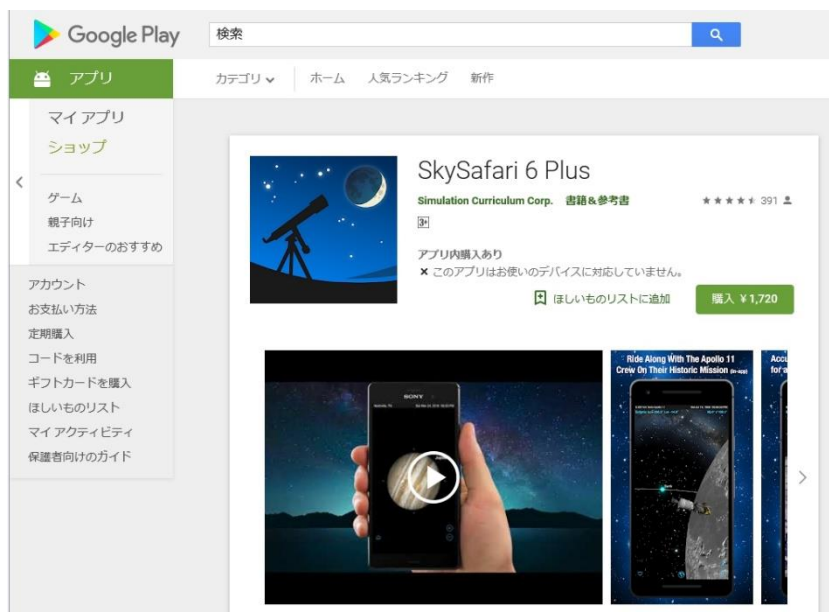 Google Play
検索
アプリ
カテゴリ ホーム 人気ランキング 新作
マイ アプリ
ショップ
ゲーム
親子向け
エディターのおすすめ
アカウント
お支払い方法
定期購入
コードを利用
ギフトカードを購入
ほしいものリスト
マイ アクティビティ
保護者向けのガイド
SkySafari 6 Plus
Simulation Curriculum Corp. 書籍&参考書
391
3+
アプリ内購入あり
このアプリはお使いのデバイスに対応していません。
ほしいものリストに追加
購入 ¥1,720
SONY
Ride Along With The Apollo 11
Crew On Their Historic Mission (in-app)
for a